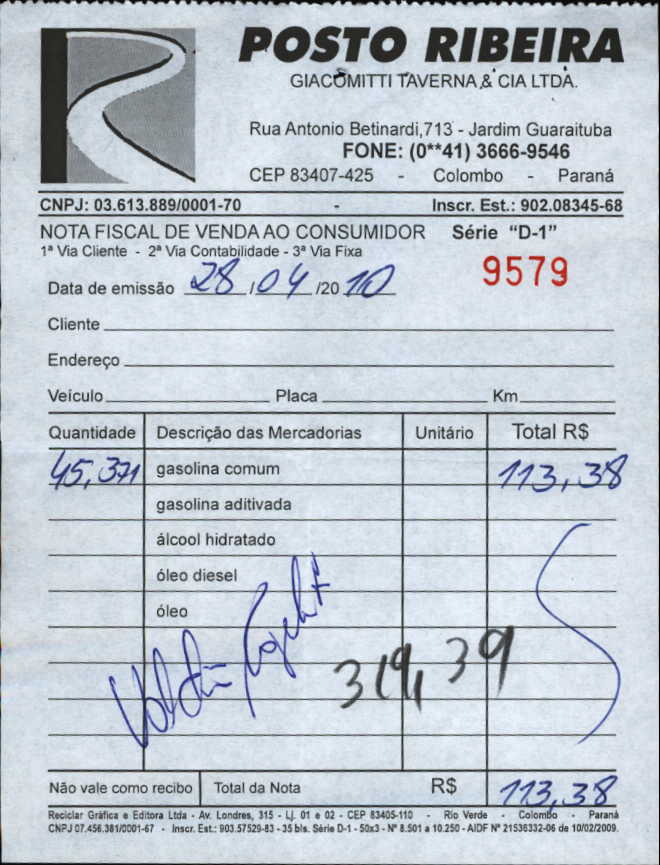 POSTO RIBEIRA
GIACOMITTI TAVERNA & CIA LTDA.
Rua Antonio Betinardi,713 - Jardim Guaraituba
FONE: (0**41) 3666-9546
CEP 83407-425 - Colombo - Paraná
CNPJ: 03.613.889/0001-70 - Inscr. Est.: 902.08345-68
NOTA FISCAL DE VENDA AO CONSUMIDOR Série "D-1"
1ª Via Cliente - 2ª Via Contabilidade - 3ª Via Fixa
9579
Data de emissão 28/04/2010
Cliente
Endereço
Veículo Placa Km
Quantidade Descrição das Mercadorias Unitário Total R$
45,371 gasolina comum 113,38
gasolina aditivada
álcool hidratado
óleo diesel
óleo
319,39
Não vale como recibo Total da Nota R$ 113,38
Reciclar Gráfica e Editora Ltda - Av. Londres, 315 - Lj. 01 e 02 - CEP 83405-110 - Rio Verde - Colombo - Paraná
CNPJ 07.456.381/0001-67 - Inscr. Est.: 903.57529-83 - 35 bls. Série D-1 - 50x3 - Nº 8.501 a 10.250 - AIDF Nº 21536332-06 de 10/02/2009.